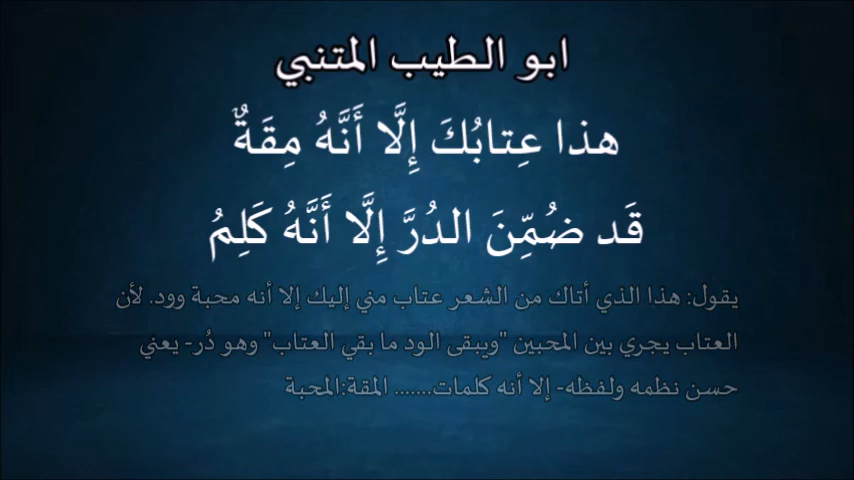 ابو الطيب المتنبي
هذا عِتابُكَ إِلَّا أَنَّهُ مِقَةٌ
قَد ضُمِّنَ الدُرَّ إِلَّا أَنَّهُ كَلِمُ
يقول: هذا الذي أتاك من الشعر عتاب مني إليك إلا أنه محبة وود. لأن
العتاب يجري بين المحبين "ويبقى الود ما بقي العتاب" وهو دُر- يعني
حسن نظمه ولفظه- إلا أنه كلمات....... المقة:المحبة